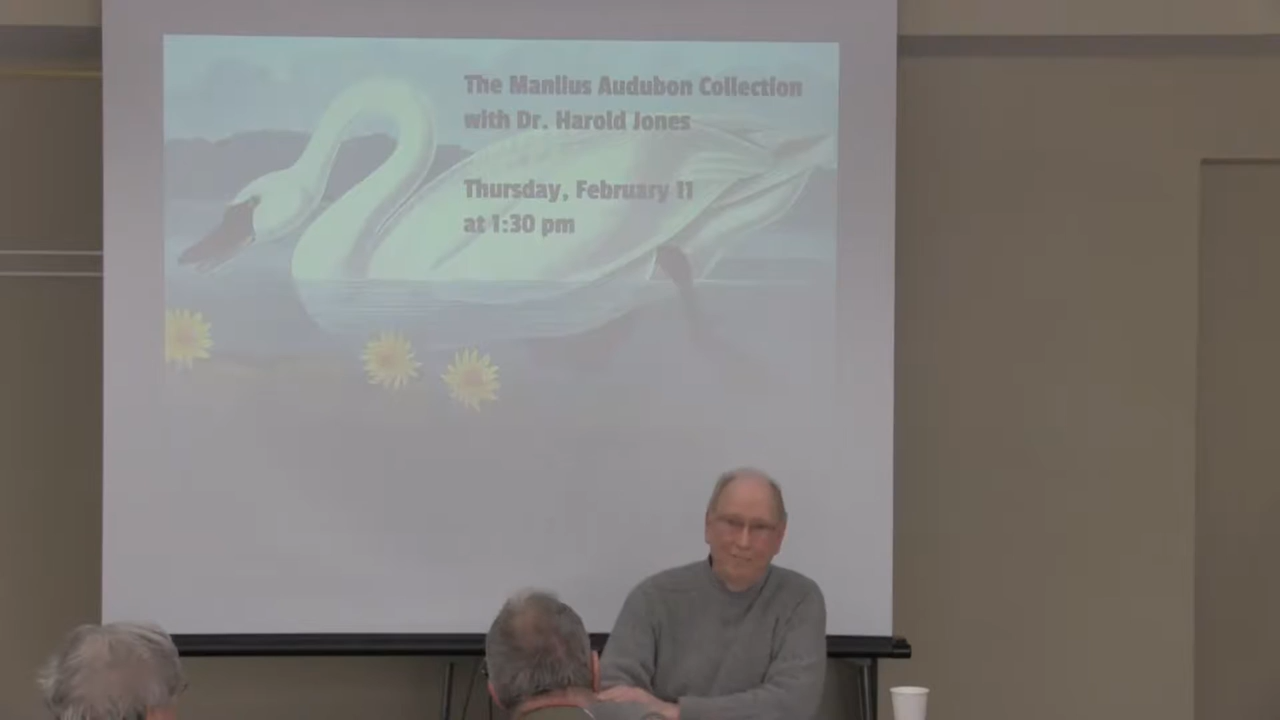 The Manlius Audubon Collection
with Dr. Harold Jones
Thursday, February 11
at 1:30 pm